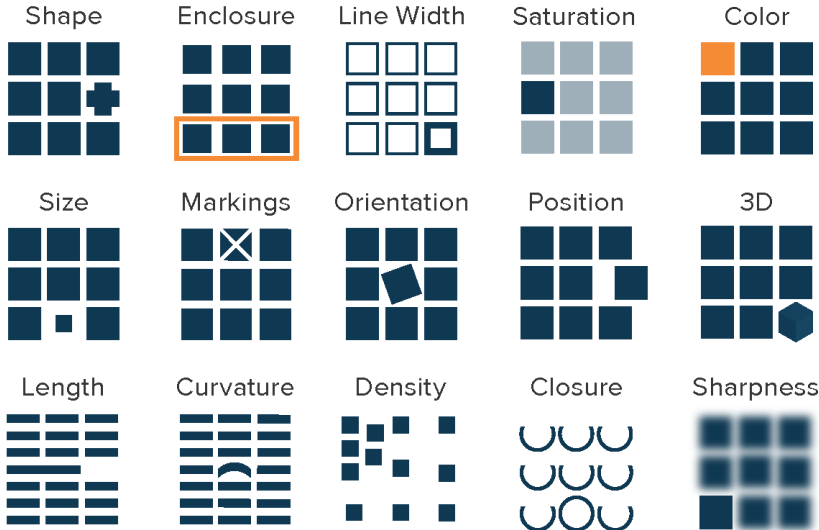 Shape
Enclosure
Line Width
Saturation
Color
Size
Markings
Orientation
Position
3D
Length
Curvature
Density
Closure
Sharpness